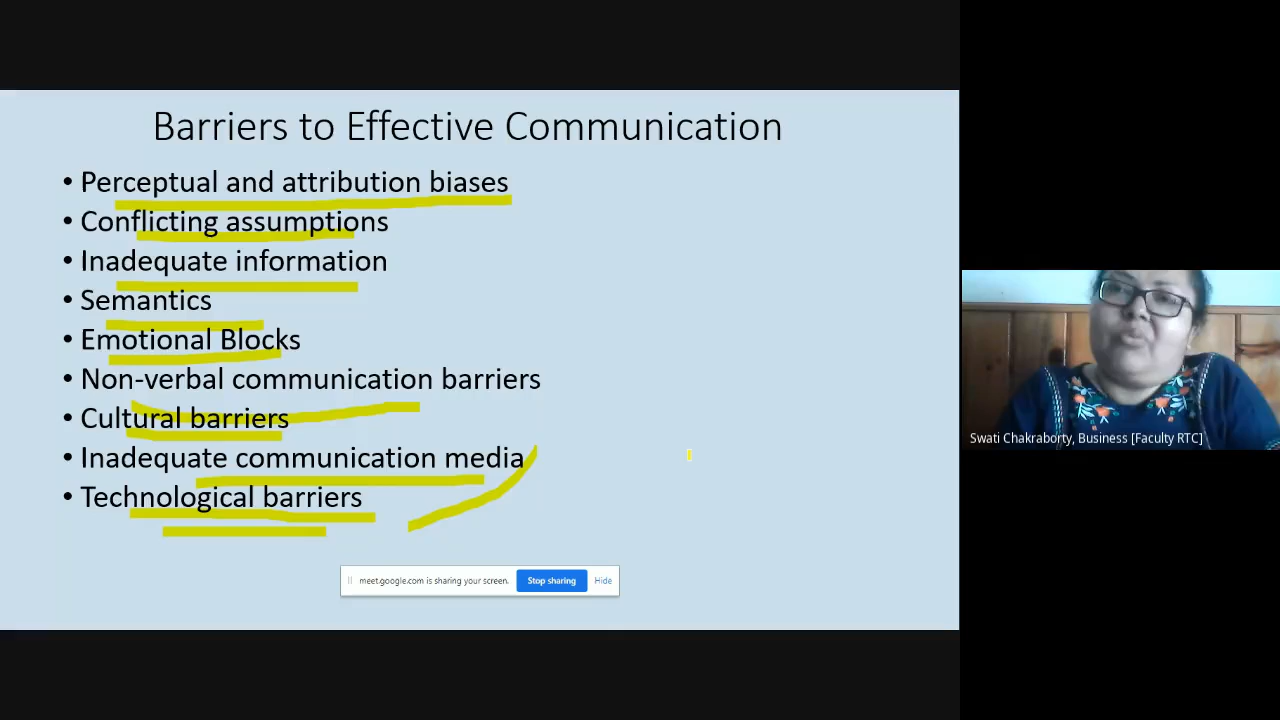 Barriers to Effective Communication
• Perceptual and attribution biases
• Conflicting assumptions
• Inadequate information
• Semantics
• Emotional Blocks
• Non-verbal communication barriers
• Cultural barriers
• Inadequate communication media
• Technological barriers
meet.google.com is sharing your screen. Stop sharing Hide
Swati Chakraborty, Business [Faculty RTC]